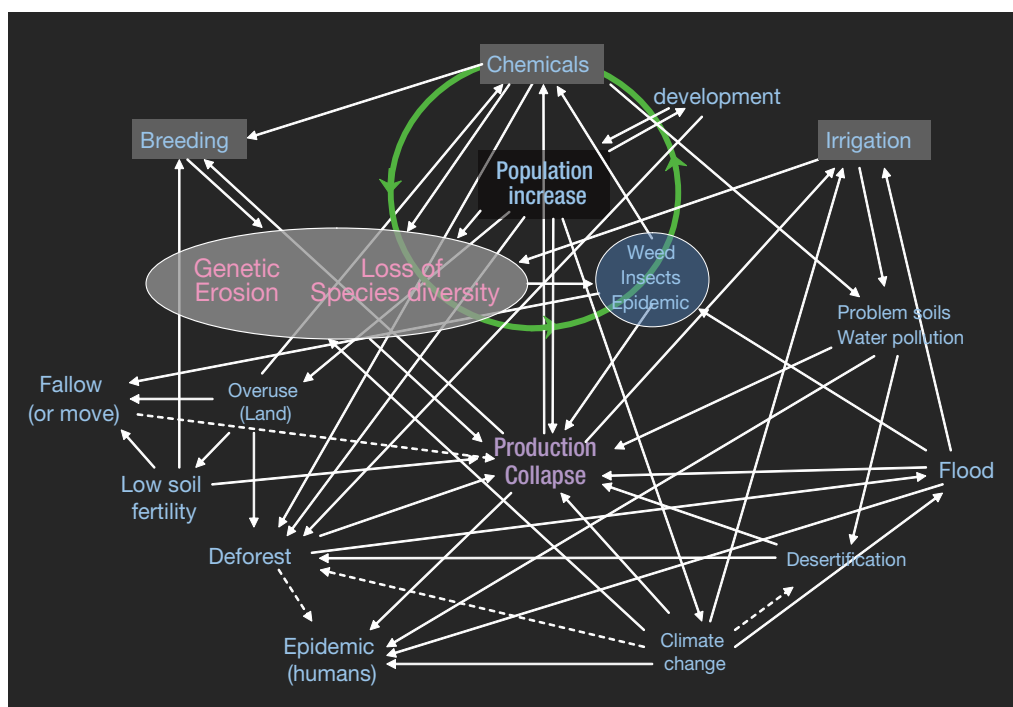 Chemicals
development
Breeding
Irrigation
Population
increase
Genetic
Erosion
Loss of
Species diversity
Weed
Insects
Epidemic
Problem soils
Water pollution
Fallow
(or move)
Overuse
(Land)
Production
Collapse
Low soil
fertility
Flood
Deforest
Desertification
Epidemic
(humans)
Climate
change